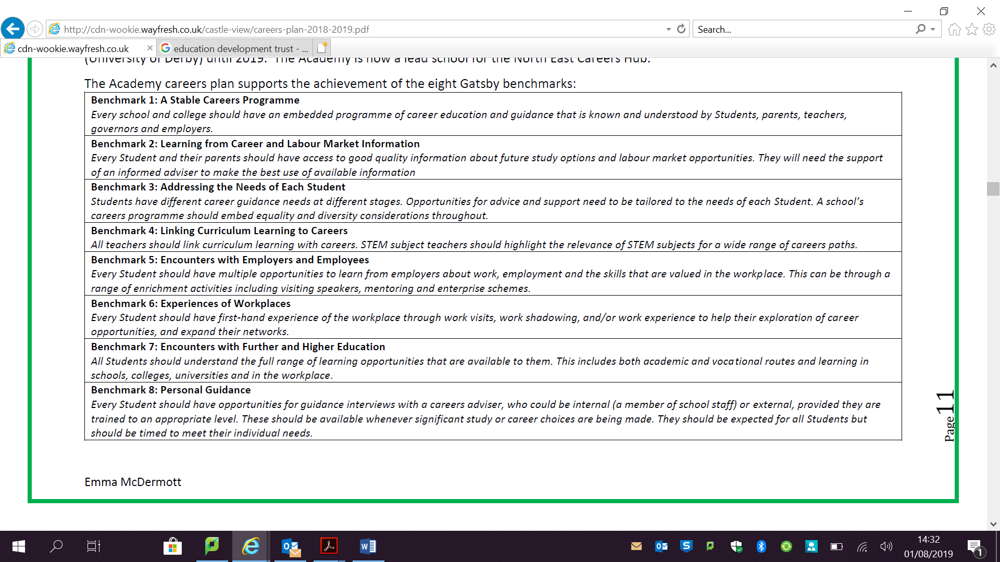 http://cdn-wookie.wayfresh.co.uk/castle-view/careers-plan-2018-2019.pdf
Search...
cdn-wookie.wayfresh.co.uk
education development trust - ...
(University of Derby) until 2019. The Academy is now a lead school for the North East Careers Hub.
The Academy careers plan supports the achievement of the eight Gatsby benchmarks:
Benchmark 1: A Stable Careers Programme
Every school and college should have an embedded programme of career education and guidance that is known and understood by Students, parents, teachers,
governors and employers.
Benchmark 2: Learning from Career and Labour Market Information
Every Student and their parents should have access to good quality information about future study options and labour market opportunities. They will need the support
of an informed adviser to make the best use of available information
Benchmark 3: Addressing the Needs of Each Student
Students have different career guidance needs at different stages. Opportunities for advice and support need to be tailored to the needs of each Student. A school’s
careers programme should embed equality and diversity considerations throughout.
Benchmark 4: Linking Curriculum Learning to Careers
All teachers should link curriculum learning with careers. STEM subject teachers should highlight the relevance of STEM subjects for a wide range of careers paths.
Benchmark 5: Encounters with Employers and Employees
Every Student should have multiple opportunities to learn from employers about work, employment and the skills that are valued in the workplace. This can be through a
range of enrichment activities including visiting speakers, mentoring and enterprise schemes.
Benchmark 6: Experiences of Workplaces
Every Student should have first-hand experience of the workplace through work visits, work shadowing, and/or work experience to help their exploration of career
opportunities, and expand their networks.
Benchmark 7: Encounters with Further and Higher Education
All Students should understand the full range of learning opportunities that are available to them. This includes both academic and vocational routes and learning in
schools, colleges, universities and in the workplace.
Benchmark 8: Personal Guidance
Every Student should have opportunities for guidance interviews with a careers adviser, who could be internal (a member of school staff) or external, provided they are
trained to an appropriate level. These should be available whenever significant study or career choices are being made. They should be expected for all Students but
should be timed to meet their individual needs.
Page 11
Emma McDermott
14:32
01/08/2019
1